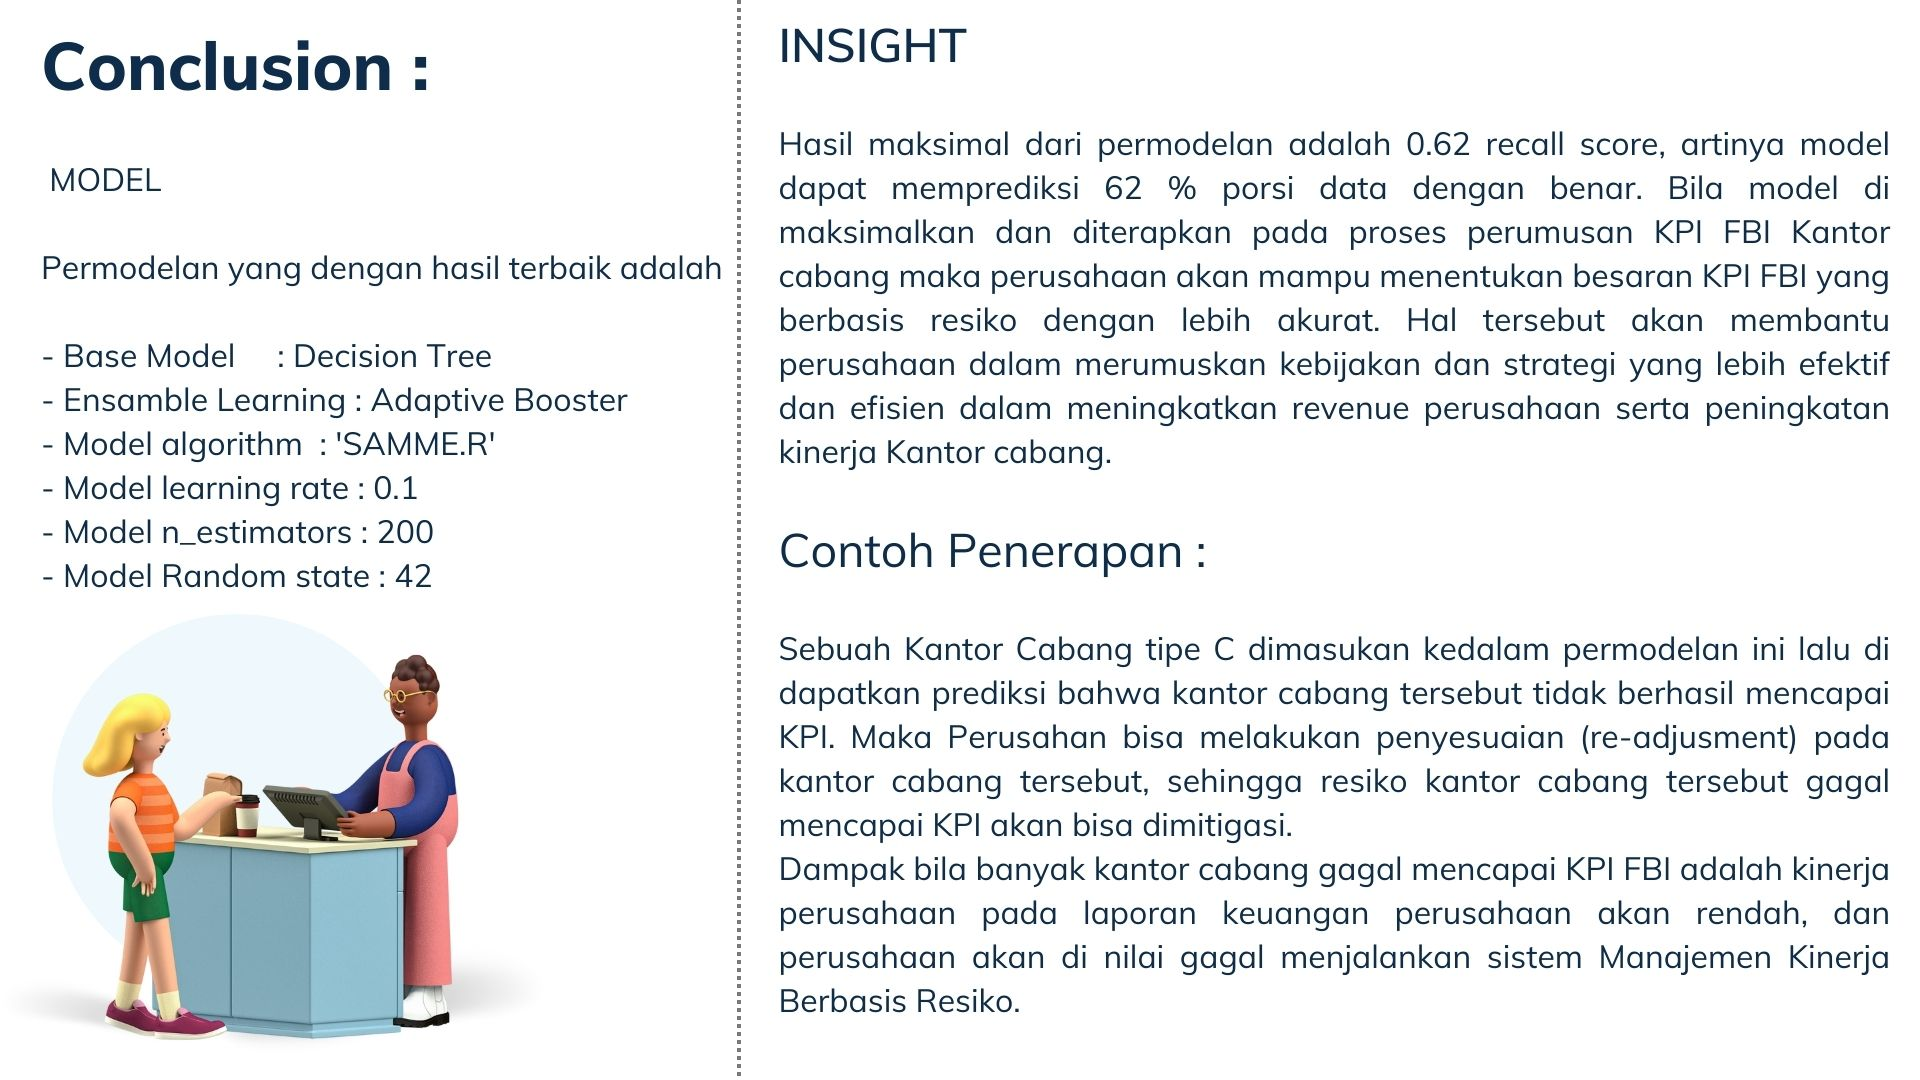 Conclusion :
MODEL
Permodelan yang dengan hasil terbaik adalah
- Base Model : Decision Tree
- Ensamble Learning : Adaptive Booster
- Model algorithm : 'SAMME.R'
- Model learning rate : 0.1
- Model n_estimators : 200
- Model Random state : 42
INSIGHT
Hasil maksimal dari permodelan adalah 0.62 recall score, artinya model
dapat memprediksi 62 % porsi data dengan benar. Bila model di
maksimalkan dan diterapkan pada proses perumusan KPI FBI Kantor
cabang maka perusahaan akan mampu menentukan besaran KPI FBI yang
berbasis resiko dengan lebih akurat. Hal tersebut akan membantu
perusahaan dalam merumuskan kebijakan dan strategi yang lebih efektif
dan efisien dalam meningkatkan revenue perusahaan serta peningkatan
kinerja Kantor cabang.
Contoh Penerapan :
Sebuah Kantor Cabang tipe C dimasukan kedalam permodelan ini lalu di
dapatkan prediksi bahwa kantor cabang tersebut tidak berhasil mencapai
KPI. Maka Perusahan bisa melakukan penyesuaian (re-adjusment) pada
kantor cabang tersebut, sehingga resiko kantor cabang tersebut gagal
mencapai KPI akan bisa dimitigasi.
Dampak bila banyak kantor cabang gagal mencapai KPI FBI adalah kinerja
perusahaan pada laporan keuangan perusahaan akan rendah, dan
perusahaan akan di nilai gagal menjalankan sistem Manajemen Kinerja
Berbasis Resiko.